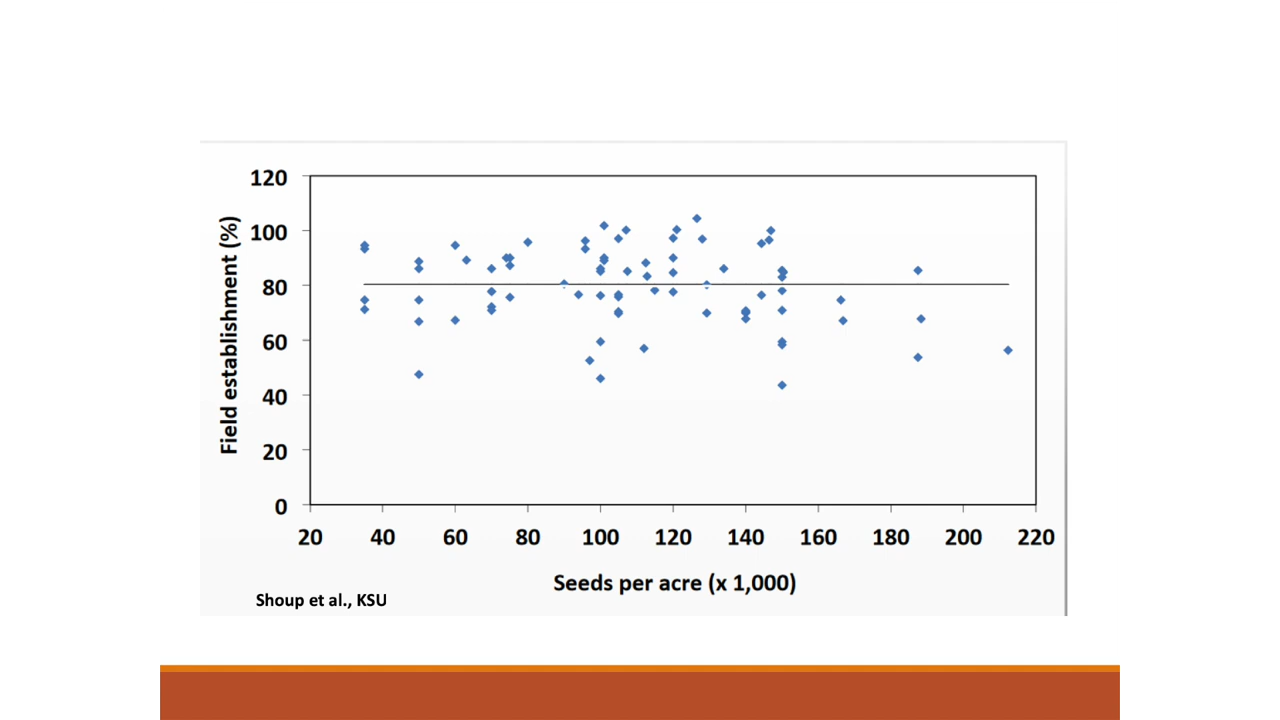 120
100
80
60
40
20
0
Field establishment (%)
20 40 60 80 100 120 140 160 180 200 220
Seeds per acre (x 1,000)
Shoup et al., KSU